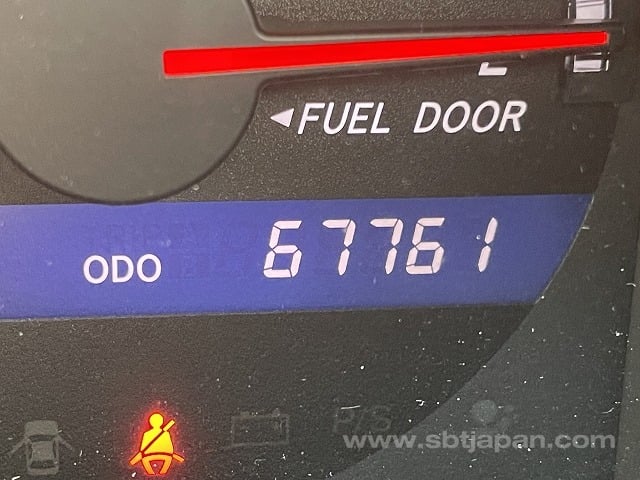 E
◄FUEL DOOR
ODO 67761
P/S
www.sbtjapan.com